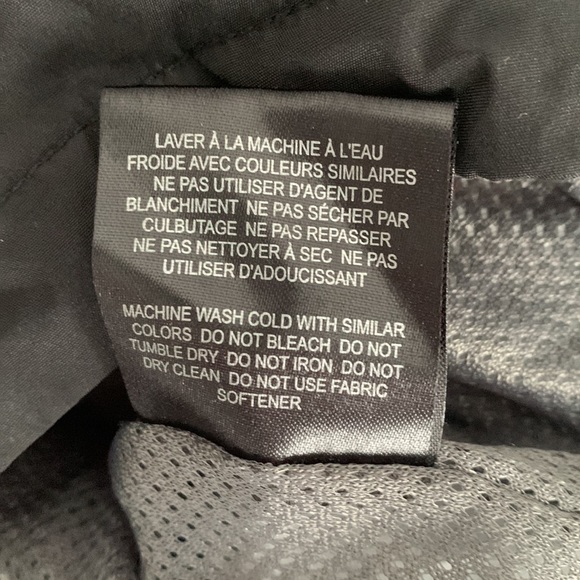 LAVER À LA MACHINE À L'EAU
FROIDE AVEC COULEURS SIMILAIRES
NE PAS UTILISER D'AGENT DE
BLANCHIMENT NE PAS SÉCHER PAR
CULBUTAGE NE PAS REPASSER
NE PAS NETTOYER À SEC NE PAS
UTILISER D'ADOUCISSANT
MACHINE WASH COLD WITH SIMILAR
COLORS DO NOT BLEACH DO NOT
TUMBLE DRY DO NOT IRON DO NOT
DRY CLEAN DO NOT USE FABRIC
SOFTENER